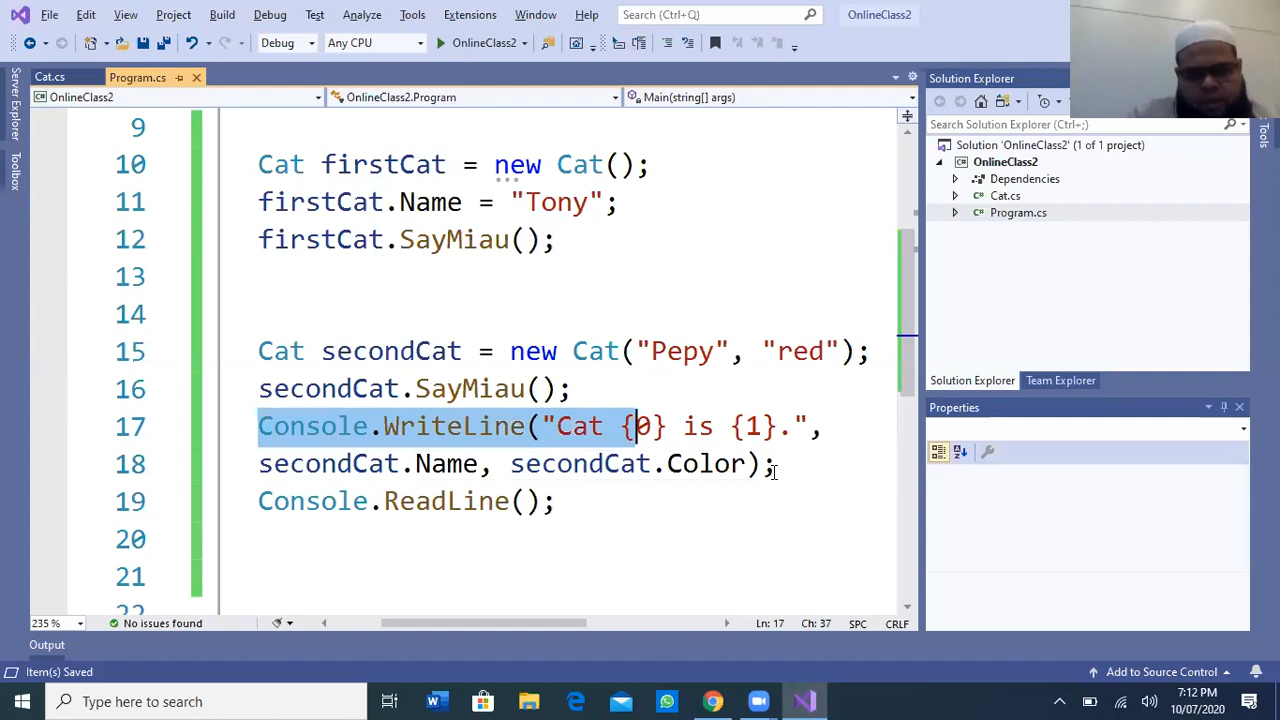 File Edit View Project Build Debug Test Analyze Tools Extensions Window Help Search (Ctrl+Q) OnlineClass2
Debug Any CPU OnlineClass2
Server Explorer
Toolbox
Cat.cs Program.cs
OnlineClass2 OnlineClass2.Program Main(string[] args)
9
10 Cat firstCat = new Cat();
11 firstCat.Name = "Tony";
12 firstCat.SayMiau();
13
14
15 Cat secondCat = new Cat("Pepy", "red");
16 secondCat.SayMiau();
17 Console.WriteLine("Cat {0} is {1}.",
18 secondCat.Name, secondCat.Color);
19 Console.ReadLine();
20
21
22
235 % No issues found Ln: 17 Ch: 37 SPC CRLF
Solution Explorer
Search Solution Explorer (Ctrl+;)
Solution 'OnlineClass2' (1 of 1 project)
OnlineClass2
Dependencies
C# Cat.cs
C# Program.cs
Solution Explorer Team Explorer
Properties
Output
Item(s) Saved Add to Source Control
Type here to search
7:12 PM
10/07/2020